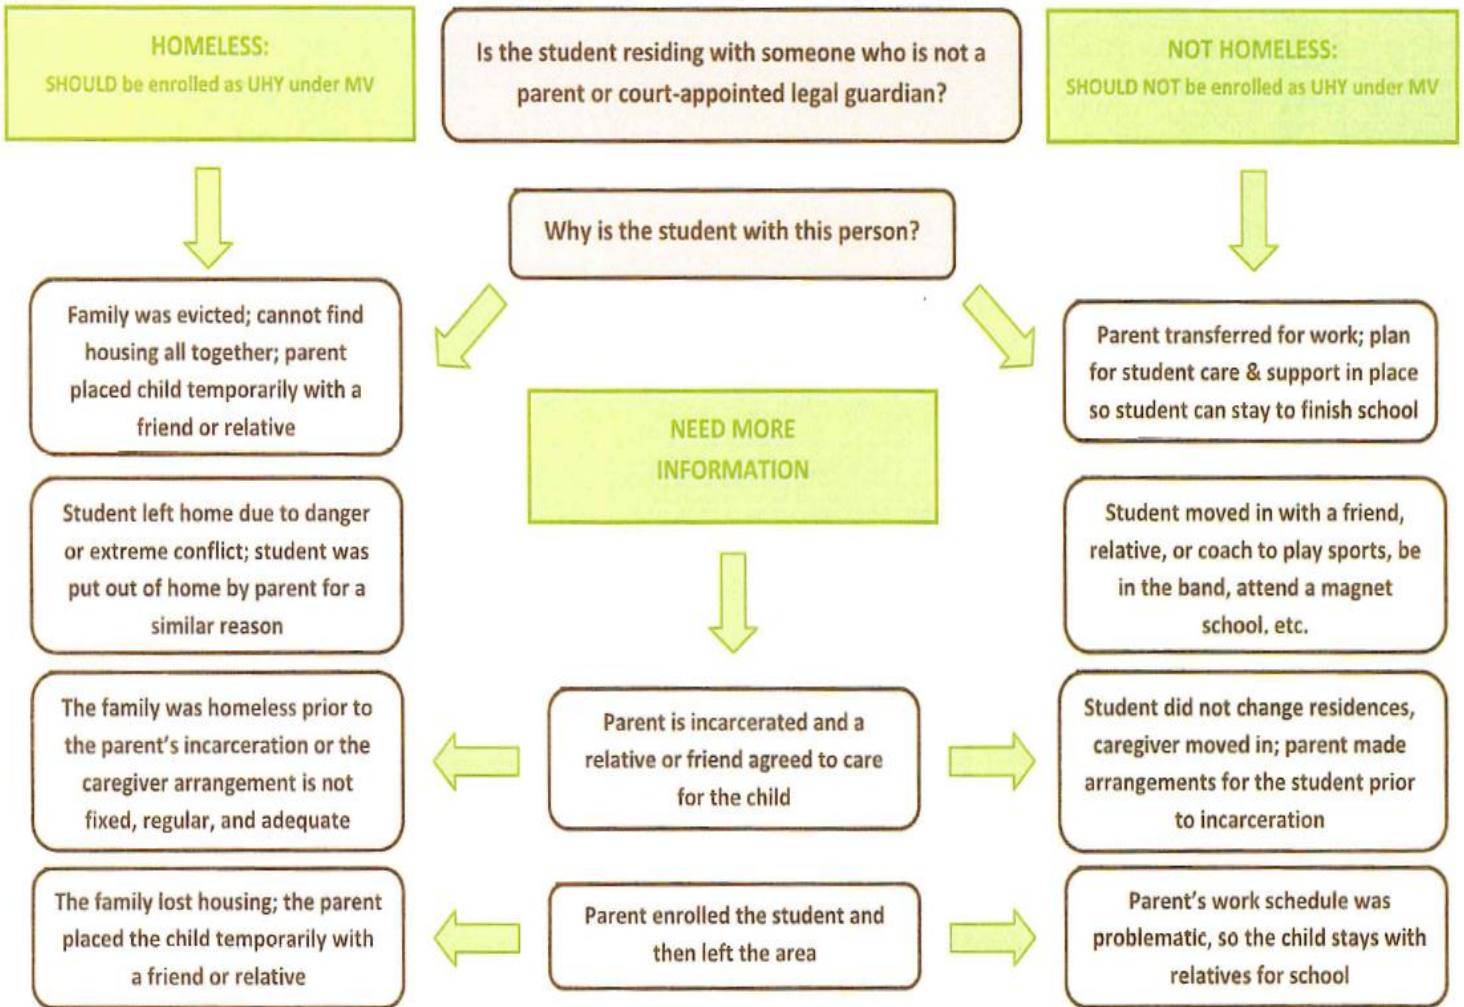 HOMELESS:
SHOULD be enrolled as UHY under MV
Is the student residing with someone who is not a
parent or court-appointed legal guardian?
NOT HOMELESS:
SHOULD NOT be enrolled as UHY under MV
Why is the student with this person?
Family was evicted; cannot find
housing all together; parent
placed child temporarily with a
friend or relative
Parent transferred for work; plan
for student care & support in place
so student can stay to finish school
NEED MORE
INFORMATION
Student left home due to danger
or extreme conflict; student was
put out of home by parent for a
similar reason
Student moved in with a friend,
relative, or coach to play sports, be
in the band, attend a magnet
school, etc.
The family was homeless prior to
the parent's incarceration or the
caregiver arrangement is not
fixed, regular, and adequate
Parent is incarcerated and a
relative or friend agreed to care
for the child
Student did not change residences,
caregiver moved in; parent made
arrangements for the student prior
to incarceration
The family lost housing; the parent
placed the child temporarily with
a friend or relative
Parent enrolled the student and
then left the area
Parent's work schedule was
problematic, so the child stays with
relatives for school